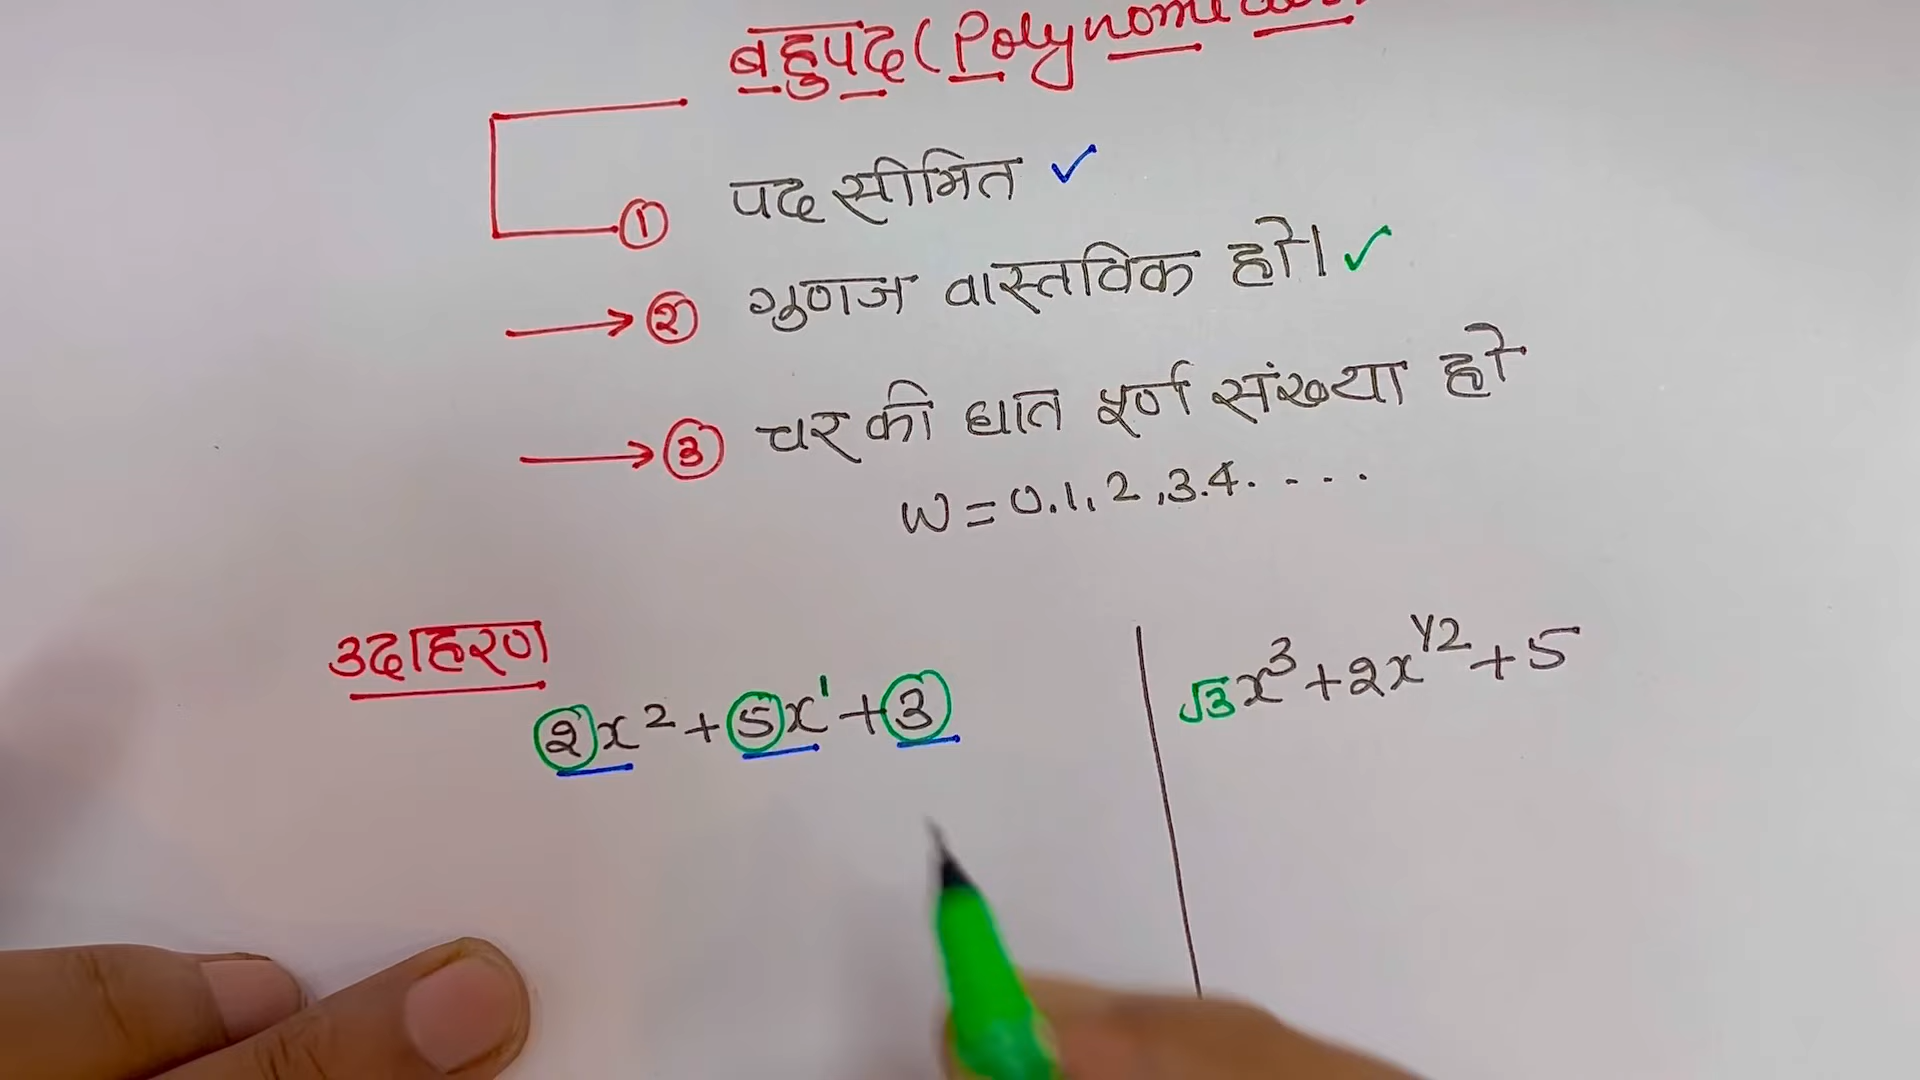 बहुपद (Polynomial
① पद सीमित ✓
② गुणज वास्तविक हो। ✓
③ चर की घात पूर्ण संख्या हो
W = 0.1, 2, 3.4. . . . .
उदाहरण
2x² + 5x¹ + 3
√3x³ + 2x^1/2 + 5